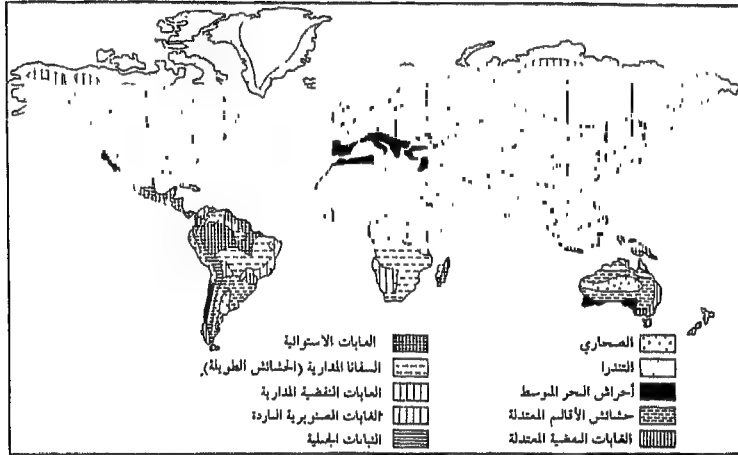 الصحاري
التندرا
أحراش البحر الموسط
حشائش الأقاليم المعتدلة
الغابات النفضية المعتدلة
الغابات الاستوائية
السفانا المدارية (الحشائش الطويلة).
الغابات النفضية المدارية
الغابات الصنوبرية الباردة
النباتات الجبلية